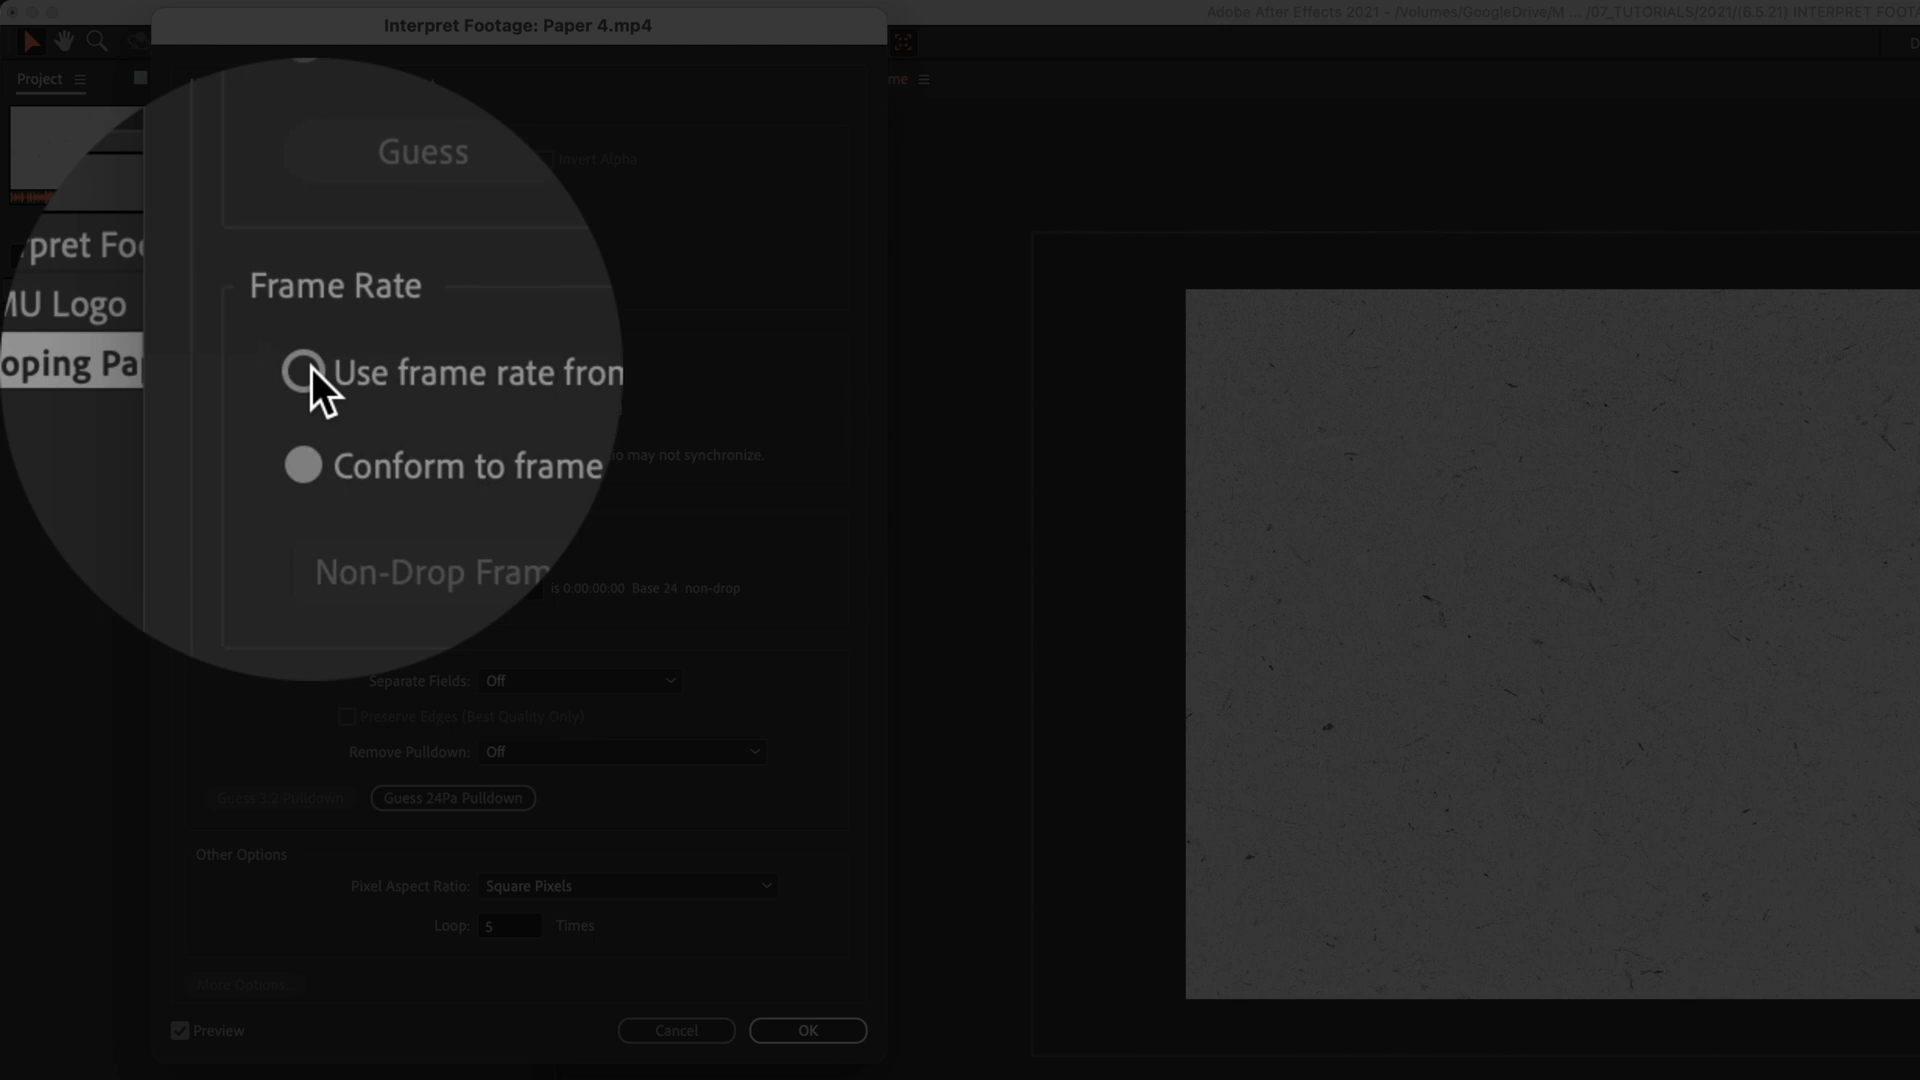 Interpret Footage: Paper 4.mp4
Adobe After Effects 2021 - /Volumes/GoogleDrive/M ... /07_TUTORIALS/2021/(6.5.21) INTERPRET FOOTA
Project
me
D
Guess
Invert Alpha
rpret Foo
MU Logo
oping Pa
Frame Rate
Use frame rate from
Conform to frame
io may not synchronize.
Non-Drop Fram
is 0:00:00:00 Base 24 non-drop
Separate Fields: Off
Preserve Edges (Best Quality Only)
Remove Pulldown: Off
Guess 3:2 Pulldown
Guess 24Pa Pulldown
Other Options
Pixel Aspect Ratio: Square Pixels
Loop: 5 Times
More Options...
Preview
Cancel
OK